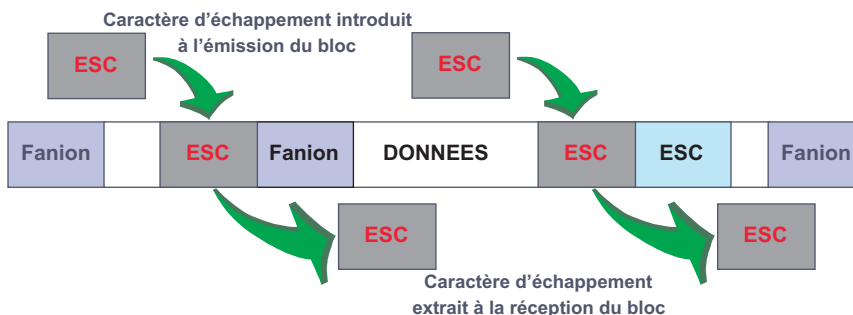 Caractère d'échappement introduit
à l'émission du bloc
ESC
ESC
Fanion
ESC
Fanion
DONNEES
ESC
ESC
Fanion
ESC
ESC
Caractère d'échappement
extrait à la réception du bloc